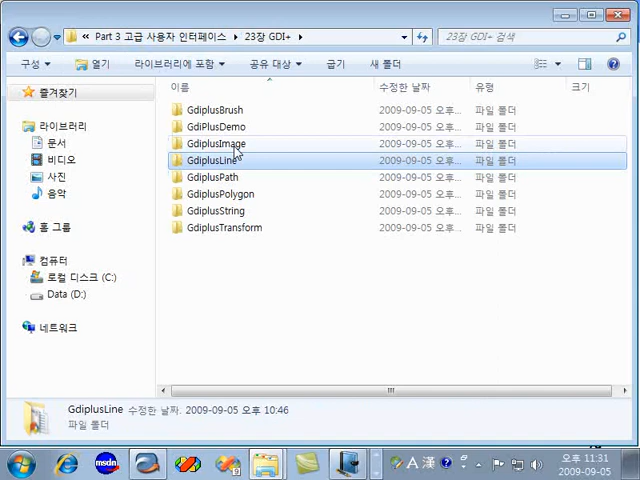 Part 3 고급 사용자 인터페이스 23장 GDI+
23장 GDI+ 검색
구성 열기 라이브러리에 포함 공유 대상 굽기 새 폴더
즐겨찾기
라이브러리
문서
비디오
사진
음악
홈 그룹
컴퓨터
로컬 디스크 (C:)
Data (D:)
네트워크
이름 수정한 날짜 유형 크기
GdiplusBrush 2009-09-05 오후... 파일 폴더
GdiPlusDemo 2009-09-05 오후... 파일 폴더
GdiplusImage 2009-09-05 오후... 파일 폴더
GdiplusLine 2009-09-05 오후... 파일 폴더
GdiplusPath 2009-09-05 오후... 파일 폴더
GdiplusPolygon 2009-09-05 오후... 파일 폴더
GdiplusString 2009-09-05 오후... 파일 폴더
GdiplusTransform 2009-09-05 오후... 파일 폴더
GdiplusLine 수정한 날짜: 2009-09-05 오후 10:46
파일 폴더
msdn
A 漢
오후 11:31
2009-09-05